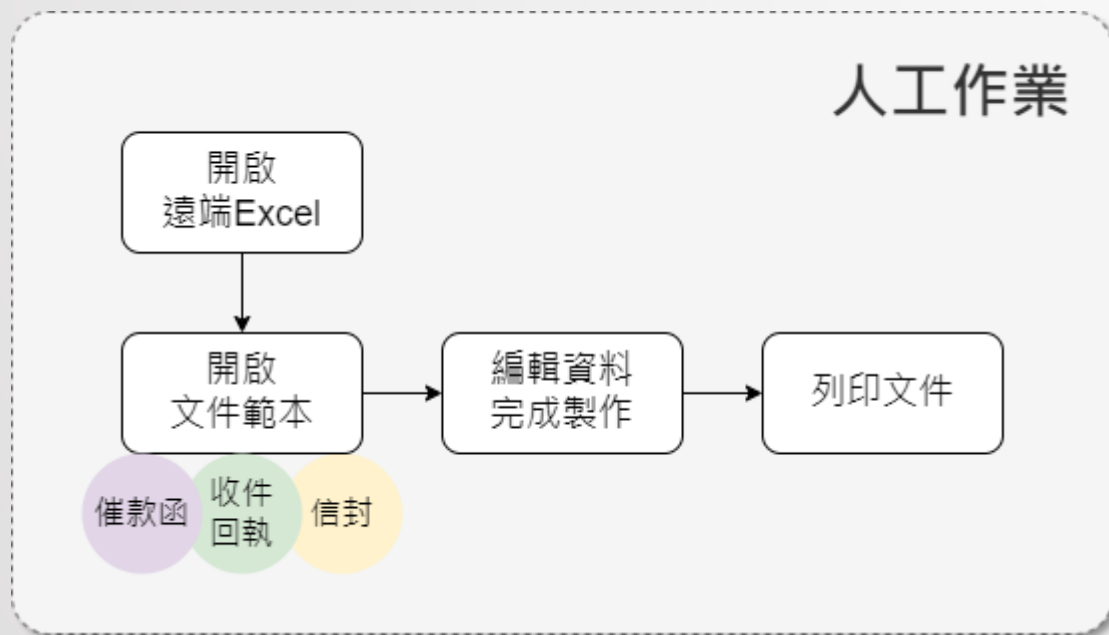 人工作業
開啟
遠端Excel
開啟
文件範本
編輯資料
完成製作
列印文件
催款函
收件
回執
信封